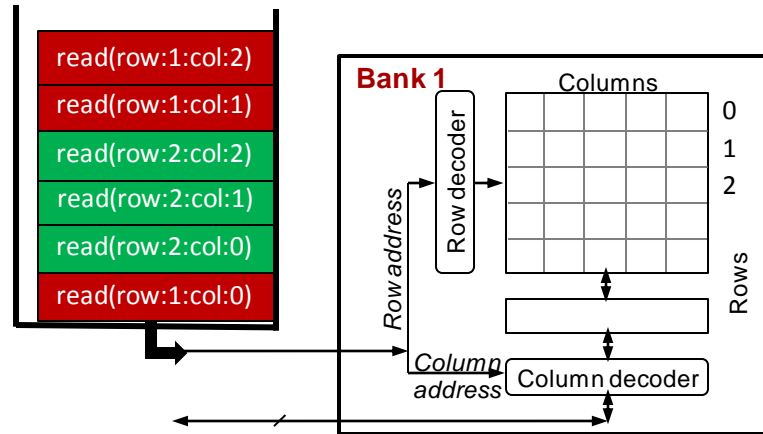 read(row:1:col:2)
read(row:1:col:1)
read(row:2:col:2)
read(row:2:col:1)
read(row:2:col:0)
read(row:1:col:0)
Bank 1
Columns
0
1
2
Rows
Row decoder
Row address
Column
address
Column decoder